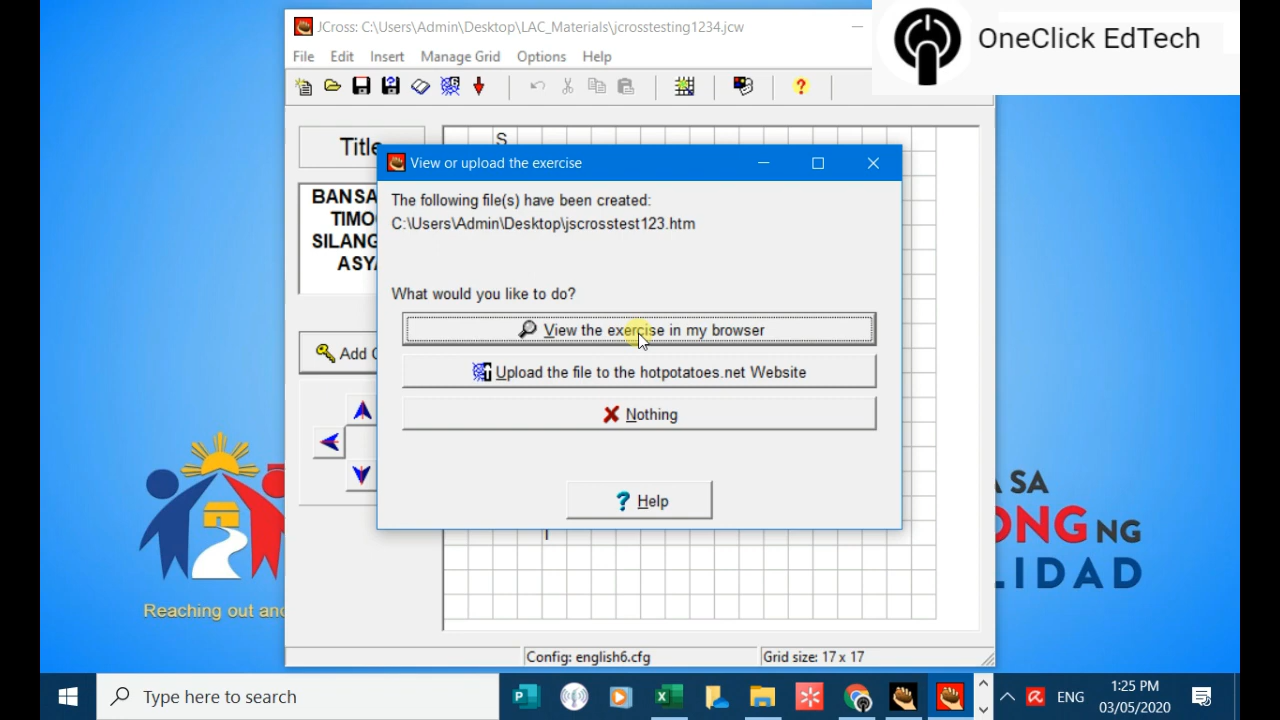 JCross: C:\Users\Admin\Desktop\LAC_Materials\jcrosstesting1234.jcw
OneClick EdTech
File Edit Insert Manage Grid Options Help
Title
S
View or upload the exercise
BANSA
TIMO
SILANG
ASYA
The following file(s) have been created:
C:\Users\Admin\Desktop\jscrosstest123.htm
What would you like to do?
View the exercise in my browser
Add C
Upload the file to the hotpotatoes.net Website
Nothing
Help
SA
ONG NG
LIDAD
Reaching out and
Config: english6.cfg
Grid size: 17 x 17
Type here to search
ENG
1:25 PM
03/05/2020